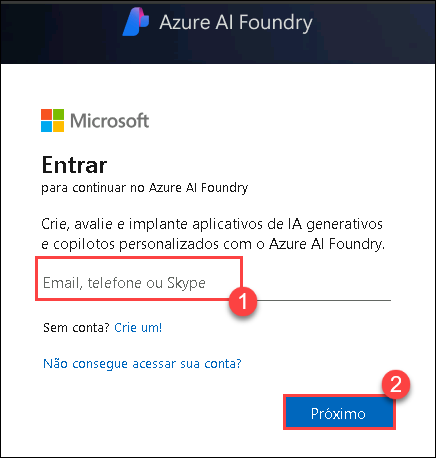 Azure AI Foundry
Microsoft
Entrar
para continuar no Azure AI Foundry
Crie, avalie e implante aplicativos de IA generativos
e copilotos personalizados com o Azure AI Foundry.
Email, telefone ou Skype
1
Sem conta? Crie um!
Não consegue acessar sua conta?
2
Próximo